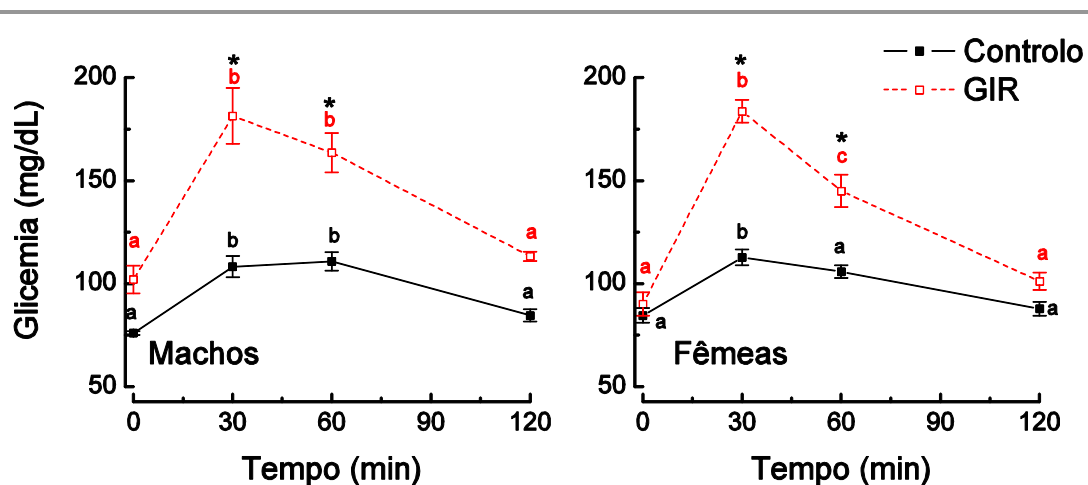 Controlo
GIR
Glicemia (mg/dL)
200
150
100
50
* * 
b b
a a
b b
a a
Machos
0 30 60 90 120
Tempo (min)
200
150
100
50
* *
b c
a a
b a
a a
Fêmeas
0 30 60 90 120
Tempo (min)